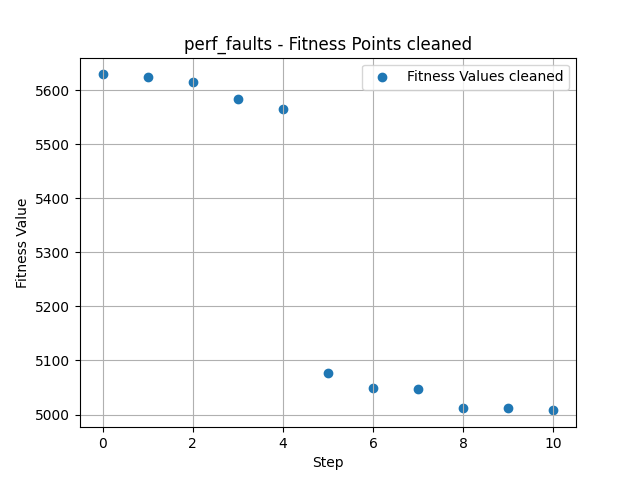 perf_faults - Fitness Points cleaned
Fitness Values cleaned
Fitness Value
5600
5500
5400
5300
5200
5100
5000
0 2 4 6 8 10
Step